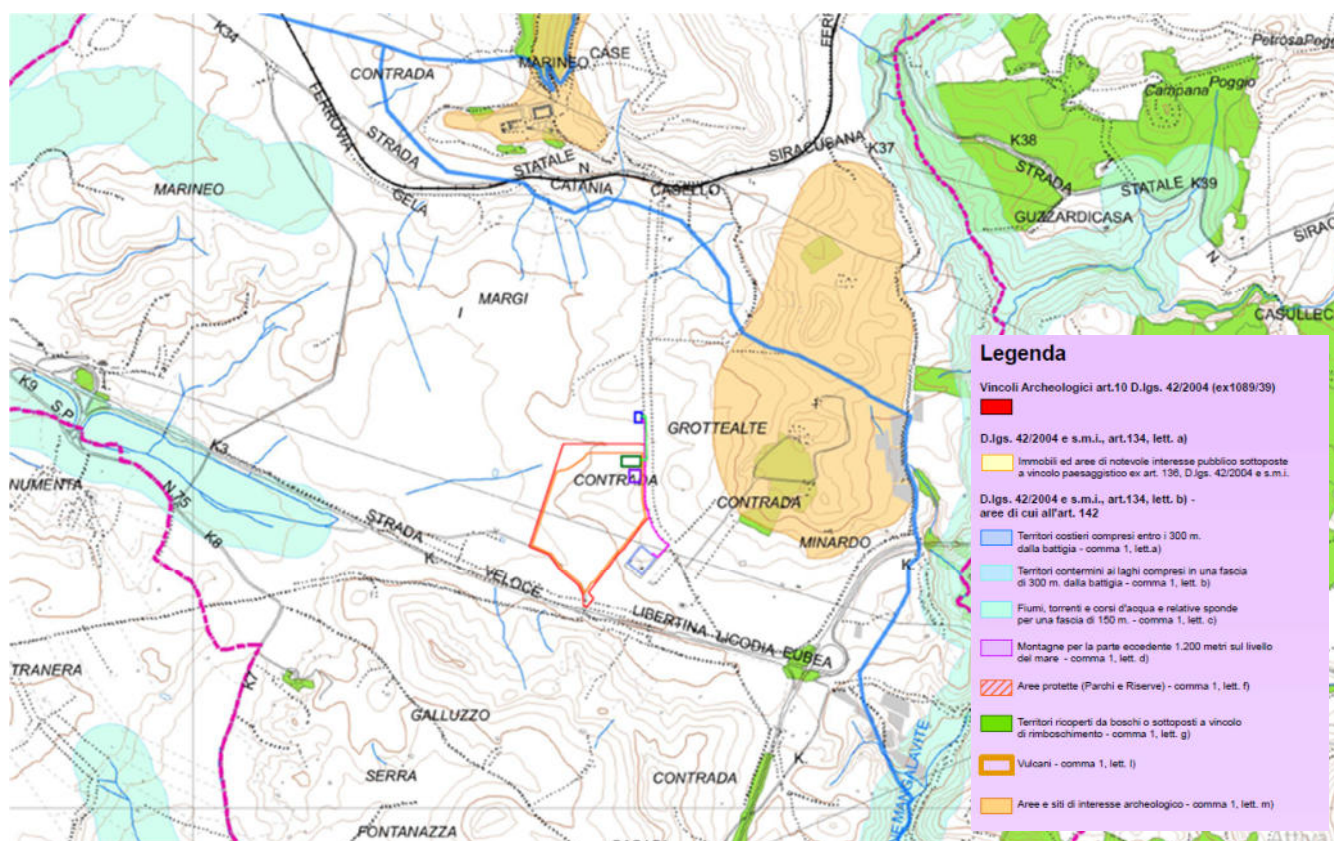 K34
CONTRADA
MARINEO
CASE
FERROVIA
STRADA
GELA
STATALE
N.
CATANIA
CASELLO
SIRACUSANA
K37
K38
STRADA
STATALE
K39
GUZZARDICASA
N.
Campana
Poggio
CASULLEC
MARINEO
MARGI
I
K9
S.P
K3
N.75
K8
NUMENTA
STRADA
K.
VELOCE
LIBERTINA LICODIA EUBEA
CONTRADA
GROTTEALTE
CONTRADA
MINARDO
K.
TRANERA
K7
GALLUZZO
SERRA
FONTANAZZA
CONTRADA
K.
Legenda
Vincoli Archeologici art.10 D.lgs. 42/2004 (ex1089/39)
D.lgs. 42/2004 e s.m.i., art.134, lett. a)
Immobili ed aree di notevole interesse pubblico sottoposte
a vincolo paesaggistico ex art. 136, D.lgs. 42/2004 e s.m.i.
D.lgs. 42/2004 e s.m.i., art.134, lett. b) -
aree di cui all'art. 142
Territori costieri compresi entro i 300 m.
dalla battigia - comma 1, lett.a)
Territori contermini ai laghi compresi in una fascia
di 300 m. dalla battigia - comma 1, lett. b)
Fiumi, torrenti e corsi d'acqua e relative sponde
per una fascia di 150 m. - comma 1, lett. c)
Montagne per la parte eccedente 1.200 metri sul livello
del mare - comma 1, lett. d)
Aree protette (Parchi e Riserve) - comma 1, lett. f)
Territori ricoperti da boschi o sottoposti a vincolo
di rimboschimento - comma 1, lett. g)
Vulcani - comma 1, lett. l)
Aree e siti di interesse archeologico - comma 1, lett. m)